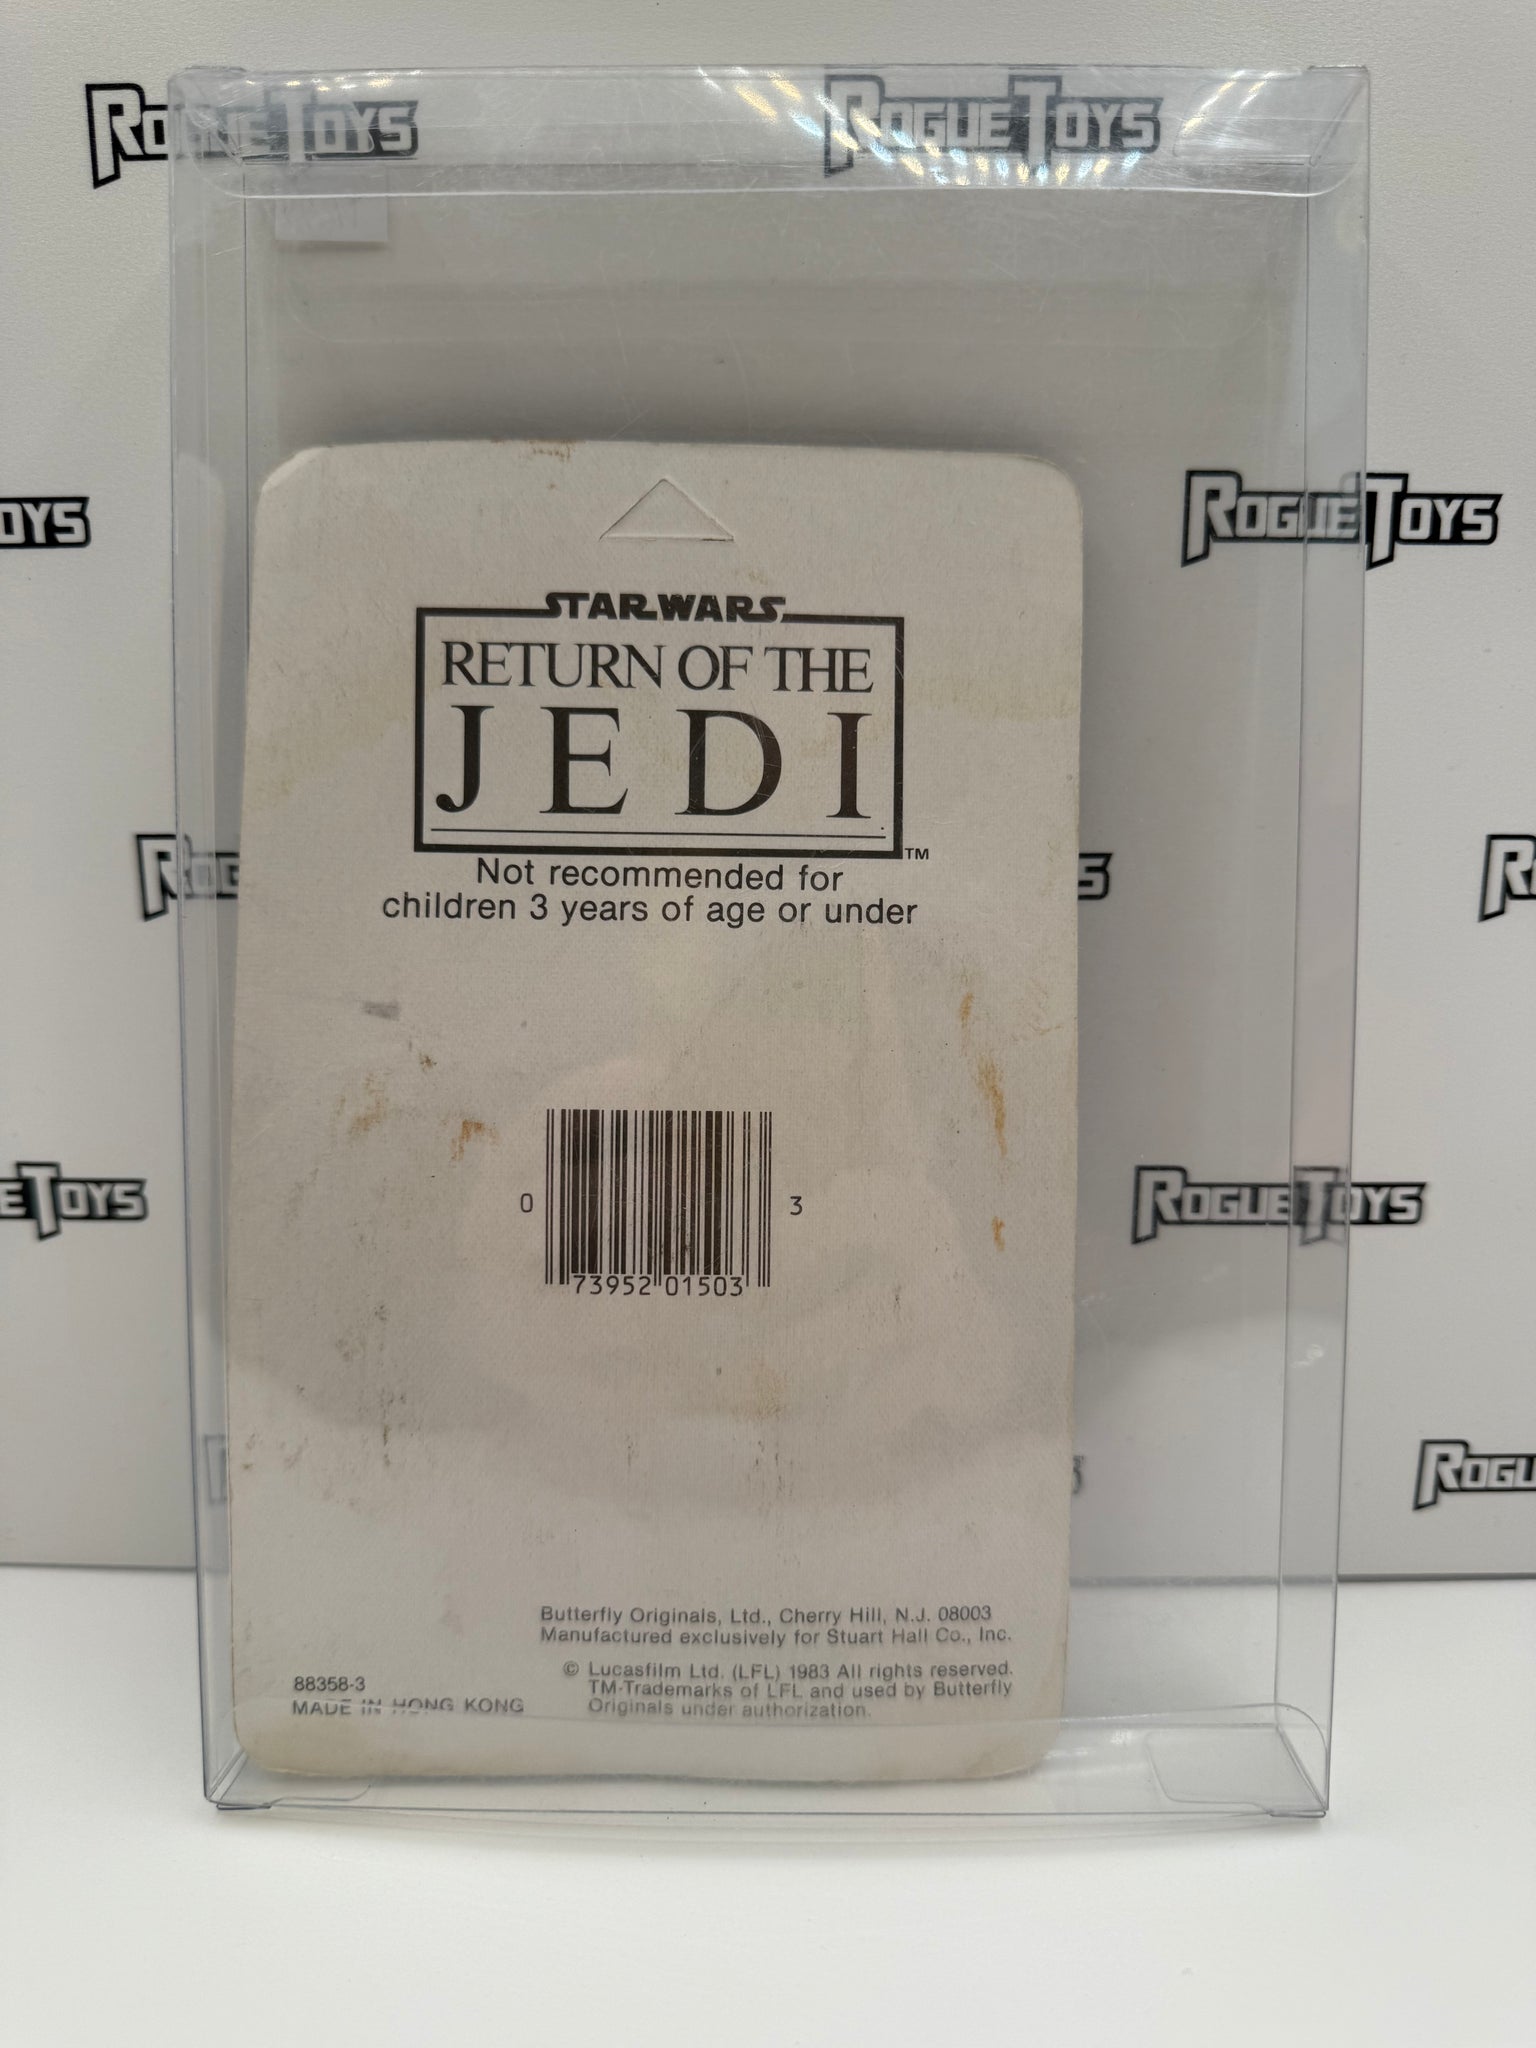 ROGUE TOYS
ROGUE TOYS
STAR WARS
RETURN OF THE
JEDI
TM
Not recommended for
children 3 years of age or under
OYS
ROGUE TOYS
ROGUE TOYS
0 73952 01503 3
Butterfly Originals, Ltd., Cherry Hill, N.J. 08003
Manufactured exclusively for Stuart Hall Co., Inc.
© Lucasfilm Ltd. (LFL) 1983 All rights reserved.
TM-Trademarks of LFL and used by Butterfly
Originals under authorization.
88358-3
MADE IN HONG KONG